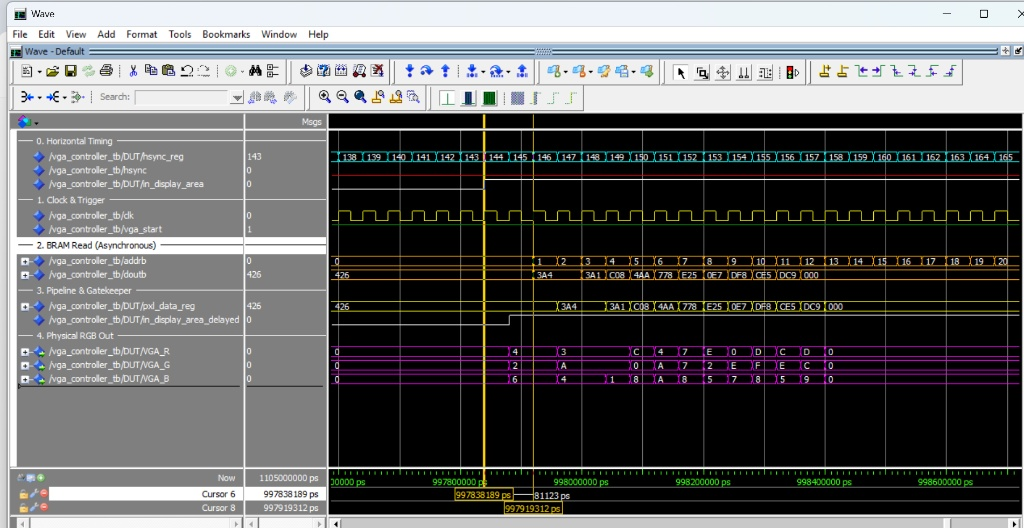 Wave
File Edit View Add Format Tools Bookmarks Window Help
Wave - Default
Search:
Msgs
0. Horizontal Timing
/vga_controller_tb/DUT/hsync_reg 143 138 139 140 141 142 143 144 145 146 147 148 149 150 151 152 153 154 155 156 157 158 159 160 161 162 163 164 165
/vga_controller_tb/hsync 0
/vga_controller_tb/DUT/in_display_area 0
1. Clock & Trigger
/vga_controller_tb/clk 0
/vga_controller_tb/vga_start 1
2. BRAM Read (Asynchronous)
/vga_controller_tb/addrb 0 0 1 2 3 4 5 6 7 8 9 10 11 12 13 14 15 16 17 18 19 20
/vga_controller_tb/doutb 426 426 3A4 3A1 C08 4AA 778 E25 0E7 DF8 CE5 DC9 000
3. Pipeline & Gatekeeper
/vga_controller_tb/DUT/pxl_data_reg 426 426 3A4 3A1 C08 4AA 778 E25 0E7 DF8 CE5 DC9 000
/vga_controller_tb/DUT/in_display_area_delayed 0
4. Physical RGB Out
/vga_controller_tb/DUT/VGA_R 0 0 4 3 C 4 7 E 0 D C D 0
/vga_controller_tb/DUT/VGA_G 0 0 2 A 0 A 7 2 E F E C 0
/vga_controller_tb/DUT/VGA_B 0 0 6 4 1 8 A 8 5 7 8 5 9 0
Now 1105000000 ps 00000 ps 997800000 ps 998000000 ps 998200000 ps 998400000 ps 998600000 ps
Cursor 6 997838189 ps 997838189 ps 81123 ps
Cursor 8 997919312 ps 997919312 ps